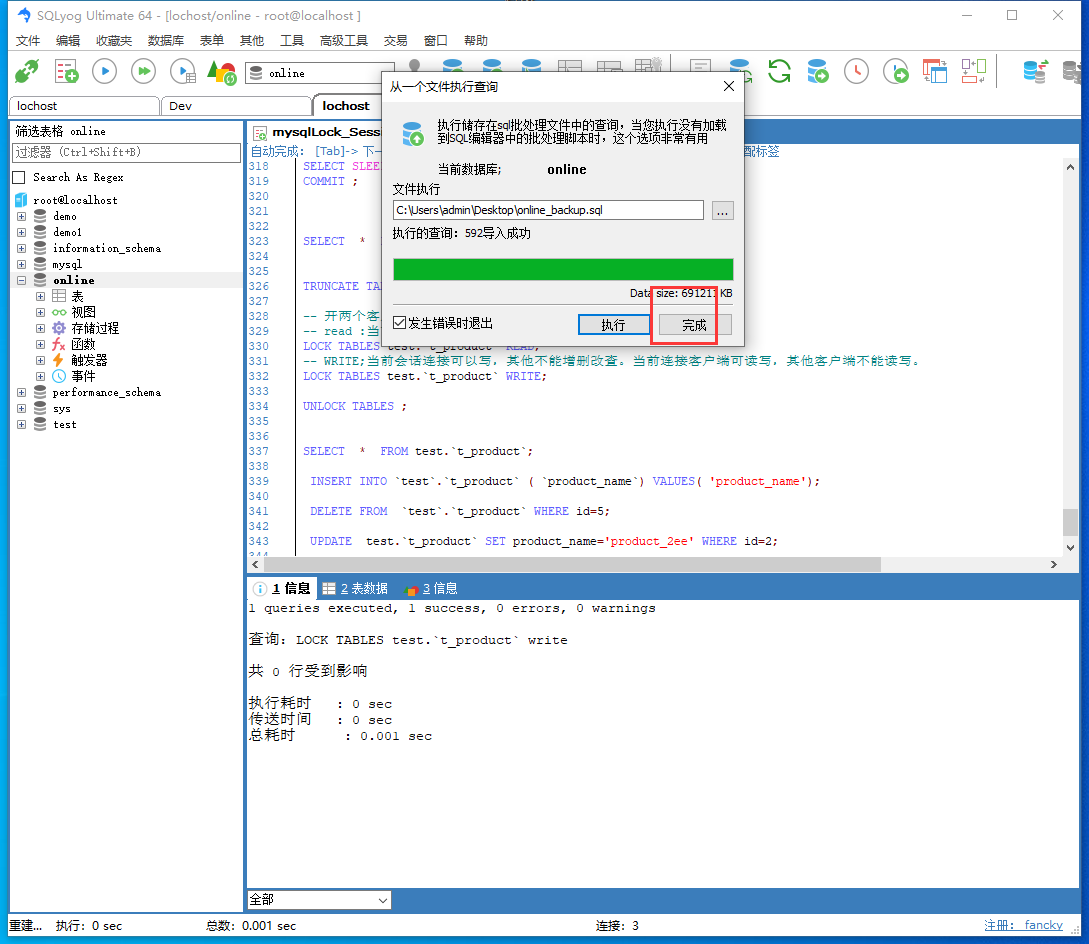 SQLyog Ultimate 64 - [lochost/online - root@localhost ]
文件 编辑 收藏夹 数据库 表单 其他 工具 高级工具 交易 窗口 帮助
online
lochost Dev lochost
从一个文件执行查询
执行储存在sql批处理文件中的查询，当您执行没有加载
到SQL编辑器中的批处理脚本时，这个选项非常有用
当前数据库; online
文件执行
C:\Users\admin\Desktop\online_backup.sql
...
执行的查询：592导入成功
Data size: 691211 KB
发生错误时退出
执行 完成
筛选表格 online
过滤器 (Ctrl+Shift+B)
Search As Regex
root@localhost
demo
demo1
information_schema
mysql
online
表
视图
存储过程
函数
触发器
事件
performance_schema
sys
test
mysqlLock_Sess
自动完成： [Tab]-> 下一 配标签
318 SELECT SLEE
319 COMMIT ;
320
321
322
323 SELECT *
324
325
326 TRUNCATE TA
327
328 -- 开两个客
329 -- read :当
330 LOCK TABLES test.`t_product` READ;
331 -- WRITE;当前会话连接可以写，其他不能增删改查。当前连接客户端可读写，其他客户端不能读写。
332 LOCK TABLES test.`t_product` WRITE;
333
334 UNLOCK TABLES ;
335
336
337 SELECT * FROM test.`t_product`;
338
339 INSERT INTO `test`.`t_product` ( `product_name`) VALUES( 'product_name');
340
341 DELETE FROM `test`.`t_product` WHERE id=5;
342
343 UPDATE test.`t_product` SET product_name='product_2ee' WHERE id=2;
344
1 信息 2 表数据 3 信息
1 queries executed, 1 success, 0 errors, 0 warnings
查询：LOCK TABLES test.`t_product` write
共 0 行受到影响
执行耗时 : 0 sec
传送时间 : 0 sec
总耗时 : 0.001 sec
全部
重建... 执行：0 sec 总数：0.001 sec 连接：3 注册： fancky